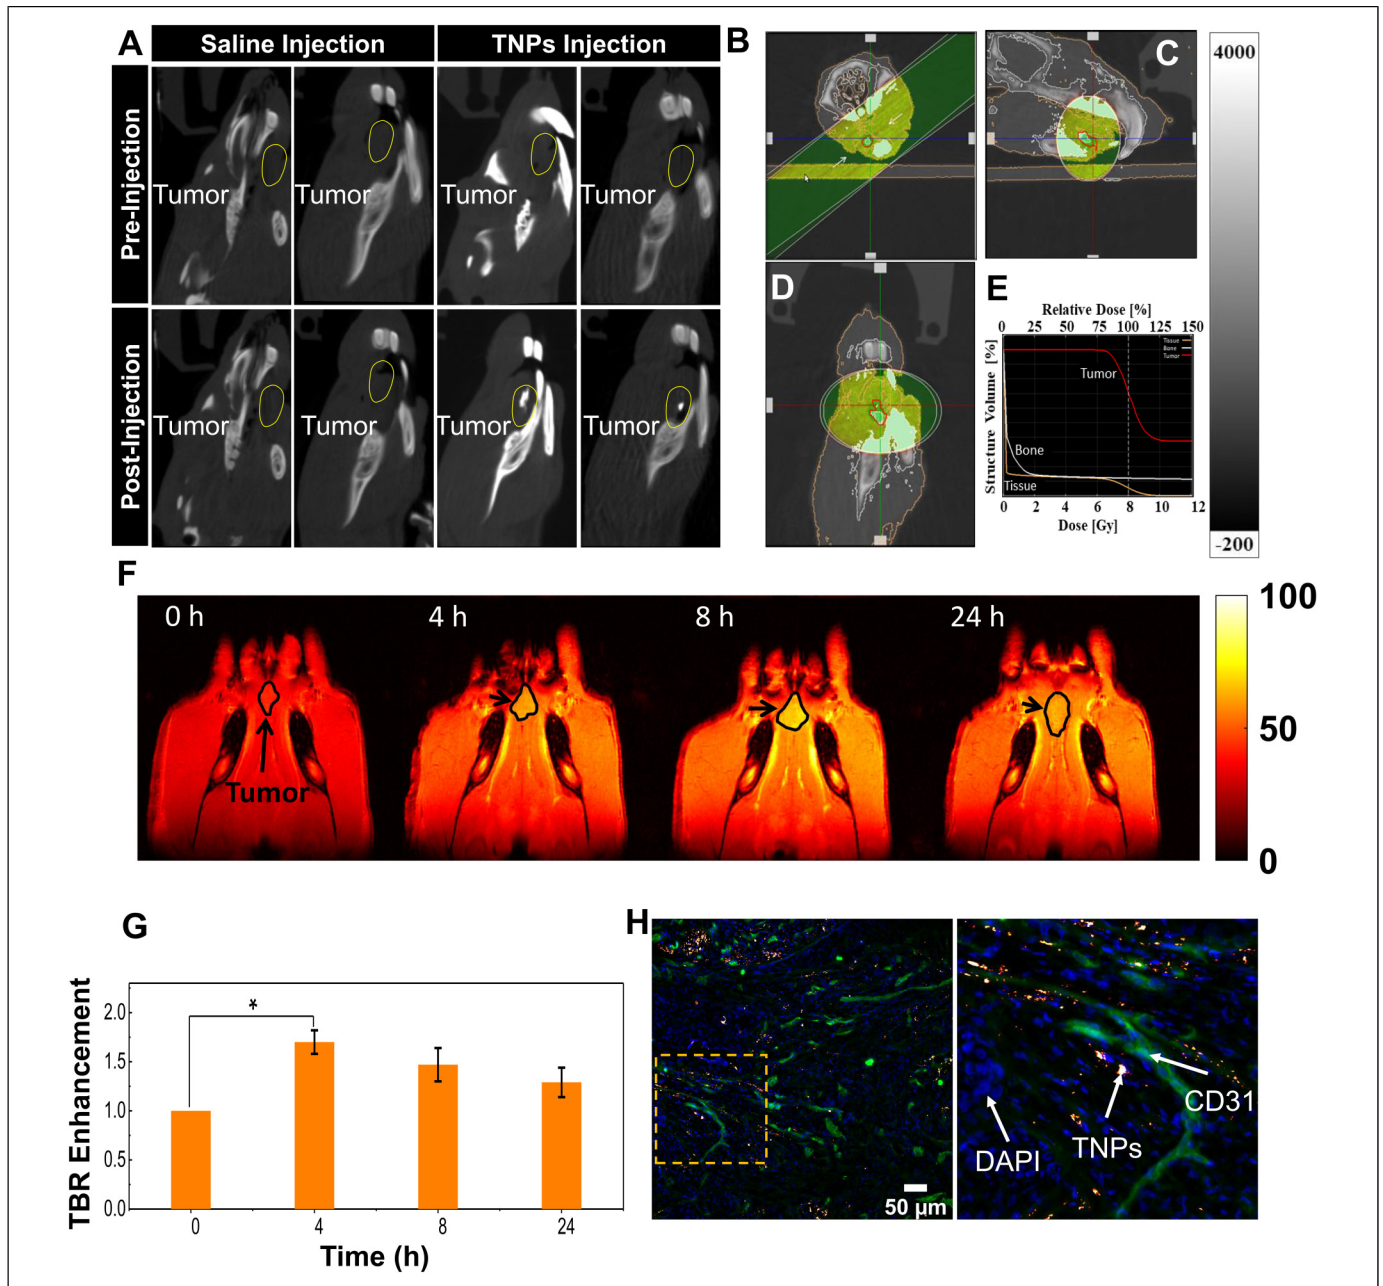 A
Saline Injection
TNPs Injection
Pre-Injection
Tumor
Tumor
Tumor
Tumor
Post-Injection
Tumor
Tumor
Tumor
Tumor
B
C
4000
-200
D
E
Relative Dose [%]
0 25 50 75 100 125 150
Structure Volume [%]
Tissue
Bone
Tumor
Tumor
Bone
Tissue
0 2 4 6 8 10 12
Dose [Gy]
F
0 h
4 h
8 h
24 h
Tumor
100
50
0
G
TBR Enhancement
2.0
1.5
1.0
0.5
0.0
*
0 4 8 24
Time (h)
H
50 µm
DAPI
TNPs
CD31